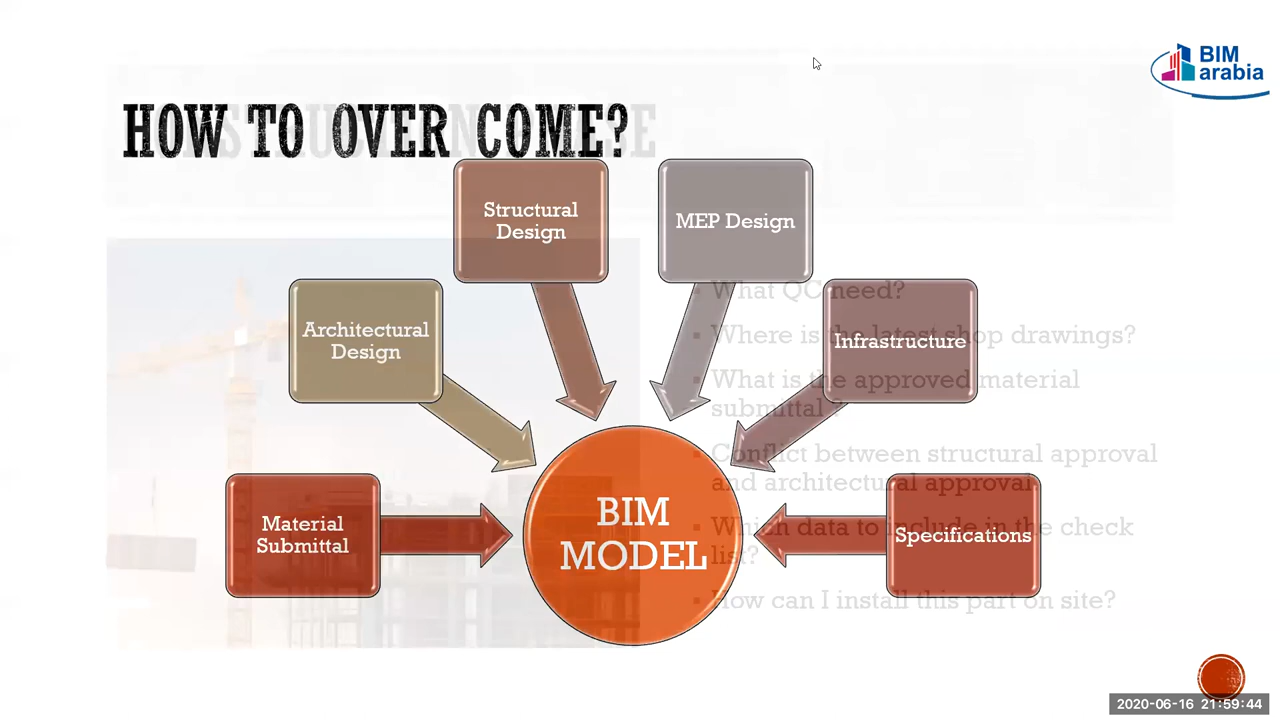 BIM
arabia
HOW TO OVER COME?
Structural
Design
MEP Design
Architectural
Design
Infrastructure
What QC need?
Where is the latest shop drawings?
What is the approved material
submittal ?
Conflict between structural approval
and architectural approval
Which data to include in the check
list?
How can I install this part on site?
Material
Submittal
BIM
MODEL
Specifications
2020-06-16 21:59:44